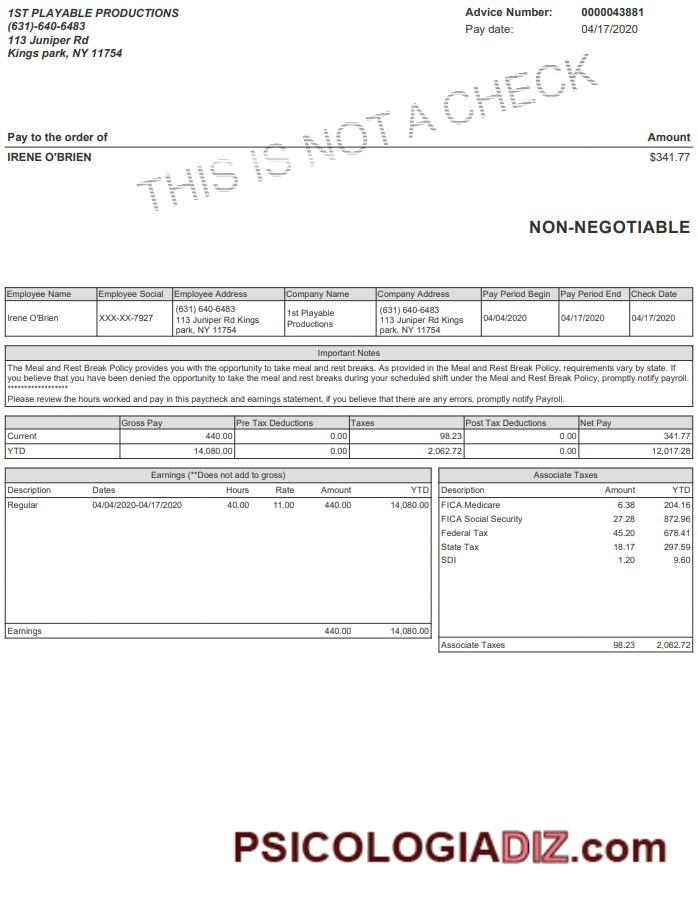 1ST PLAYABLE PRODUCTIONS
(631)-640-6483
113 Juniper Rd
Kings park, NY 11754
Advice Number: 0000043881
Pay date: 04/17/2020
THIS IS NOT A CHECK
Pay to the order of Amount
IRENE O'BRIEN $341.77
NON-NEGOTIABLE
Employee Name Employee Social Employee Address Company Name Company Address Pay Period Begin Pay Period End Check Date
Irene O'Brien XXX-XX-7927 (631) 640-6483 113 Juniper Rd Kings park, NY 11754 1st Playable Productions (631) 640-6483 113 Juniper Rd Kings park, NY 11754 04/04/2020 04/17/2020 04/17/2020
Important Notes
The Meal and Rest Break Policy provides you with the opportunity to take meal and rest breaks. As provided in the Meal and Rest Break Policy, requirements vary by state. If
you believe that you have been denied the opportunity to take the meal and rest breaks during your scheduled shift under the Meal and Rest Break Policy, promptly notify payroll.
******************
Please review the hours worked and pay in this paycheck and earnings statement, if you believe that there are any errors, promptly notify Payroll.
Gross Pay Pre Tax Deductions Taxes Post Tax Deductions Net Pay
Current 440.00 0.00 98.23 0.00 341.77
YTD 14,080.00 0.00 2,062.72 0.00 12,017.28
Earnings (**Does not add to gross)
Description Dates Hours Rate Amount YTD
Regular 04/04/2020-04/17/2020 40.00 11.00 440.00 14,080.00
Earnings 440.00 14,080.00
Associate Taxes
Description Amount YTD
FICA Medicare 6.38 204.16
FICA Social Security 27.28 872.96
Federal Tax 45.20 678.41
State Tax 18.17 297.59
SDI 1.20 9.60
Associate Taxes 98.23 2,062.72
PSICOLOGIADIZ.com